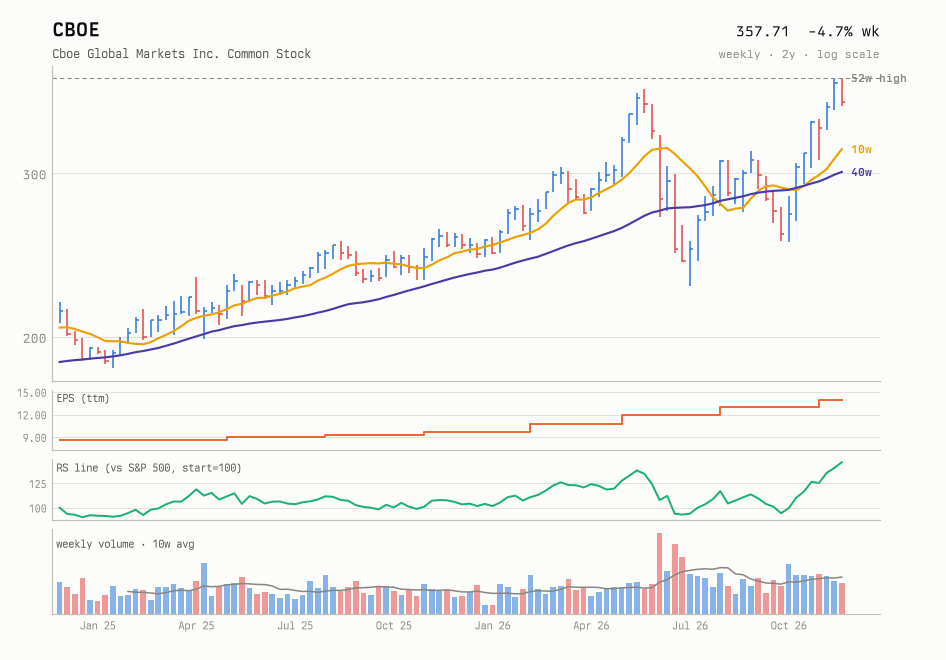 CBOE
357.71 -4.7% wk
Cboe Global Markets Inc. Common Stock
weekly · 2y · log scale
52w high
10w
40w
300
200
EPS (ttm)
15.00
12.00
9.00
RS line (vs S&P 500, start=100)
125
100
weekly volume · 10w avg
Jan 25 Apr 25 Jul 25 Oct 25 Jan 26 Apr 26 Jul 26 Oct 26